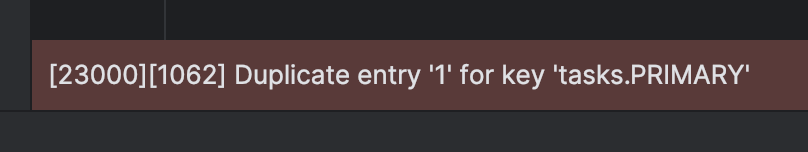 [23000][1062] Duplicate entry '1' for key 'tasks.PRIMARY'